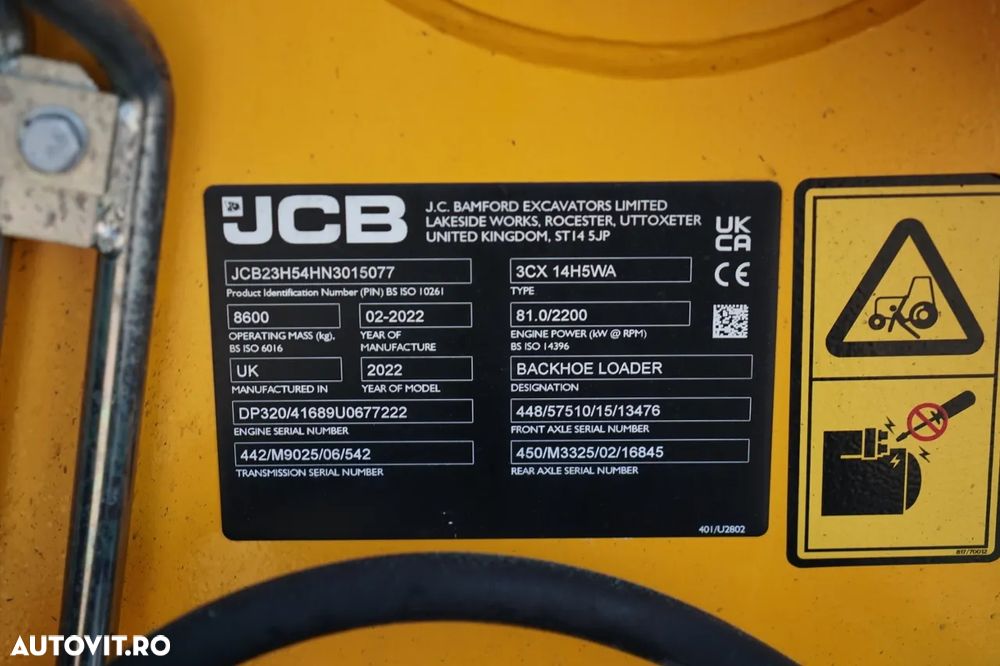 JCB
J.C. BAMFORD EXCAVATORS LIMITED
LAKESIDE WORKS, ROCESTER, UTTOXETER
UNITED KINGDOM, ST14 5JP
UK
CA
CE
JCB23H54HN3015077
Product Identification Number (PIN) BS ISO 10261
3CX 14H5WA
TYPE
8600
OPERATING MASS (kg),
BS ISO 6016
02-2022
YEAR OF
MANUFACTURE
81.0/2200
ENGINE POWER (kW @ RPM)
BS ISO 14396
UK
MANUFACTURED IN
2022
YEAR OF MODEL
BACKHOE LOADER
DESIGNATION
DP320/41689U0677222
ENGINE SERIAL NUMBER
448/57510/15/13476
FRONT AXLE SERIAL NUMBER
442/M9025/06/542
TRANSMISSION SERIAL NUMBER
450/M3325/02/16845
REAR AXLE SERIAL NUMBER
401/U2802
817/70012
AUTOVIT.RO